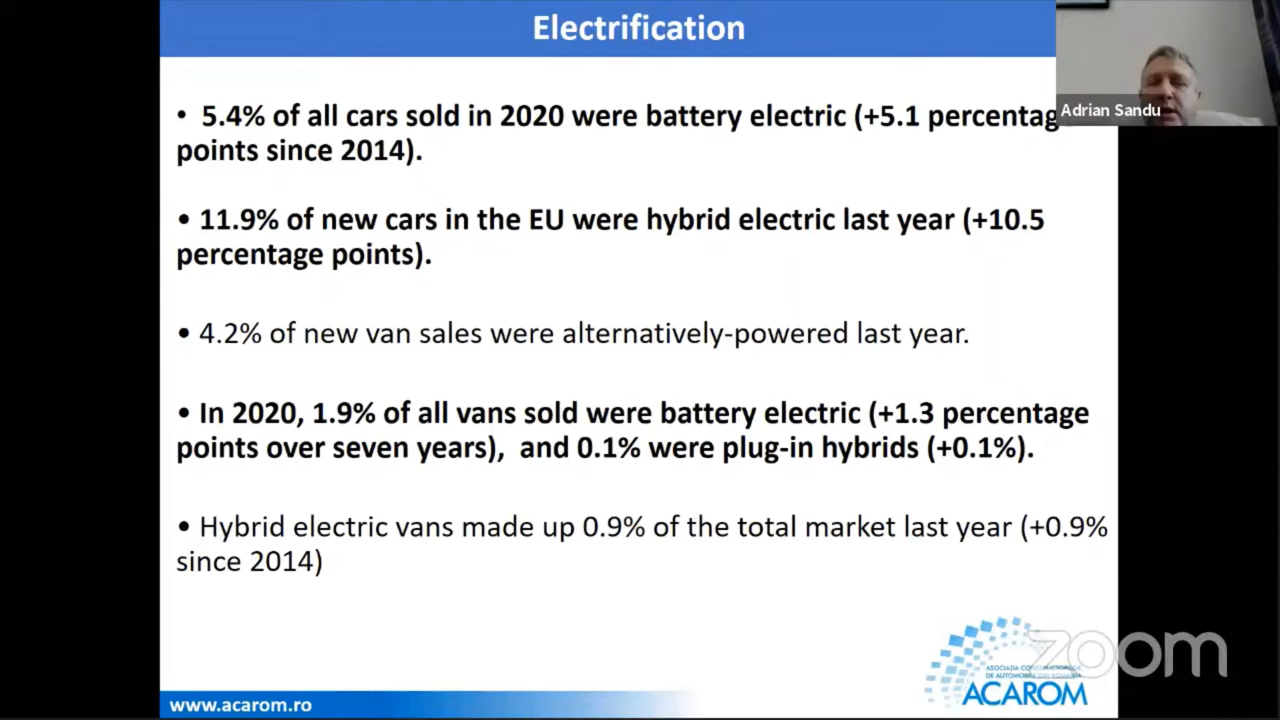 Electrification
Adrian Sandu
• 5.4% of all cars sold in 2020 were battery electric (+5.1 percentag
points since 2014).
• 11.9% of new cars in the EU were hybrid electric last year (+10.5
percentage points).
• 4.2% of new van sales were alternatively-powered last year.
• In 2020, 1.9% of all vans sold were battery electric (+1.3 percentage
points over seven years), and 0.1% were plug-in hybrids (+0.1%).
• Hybrid electric vans made up 0.9% of the total market last year (+0.9%
since 2014)
zoom
ASOCIAȚIA CONSTRUCTORILOR
DE AUTOMOBILE DIN ROMÂNIA
ACAROM
www.acarom.ro